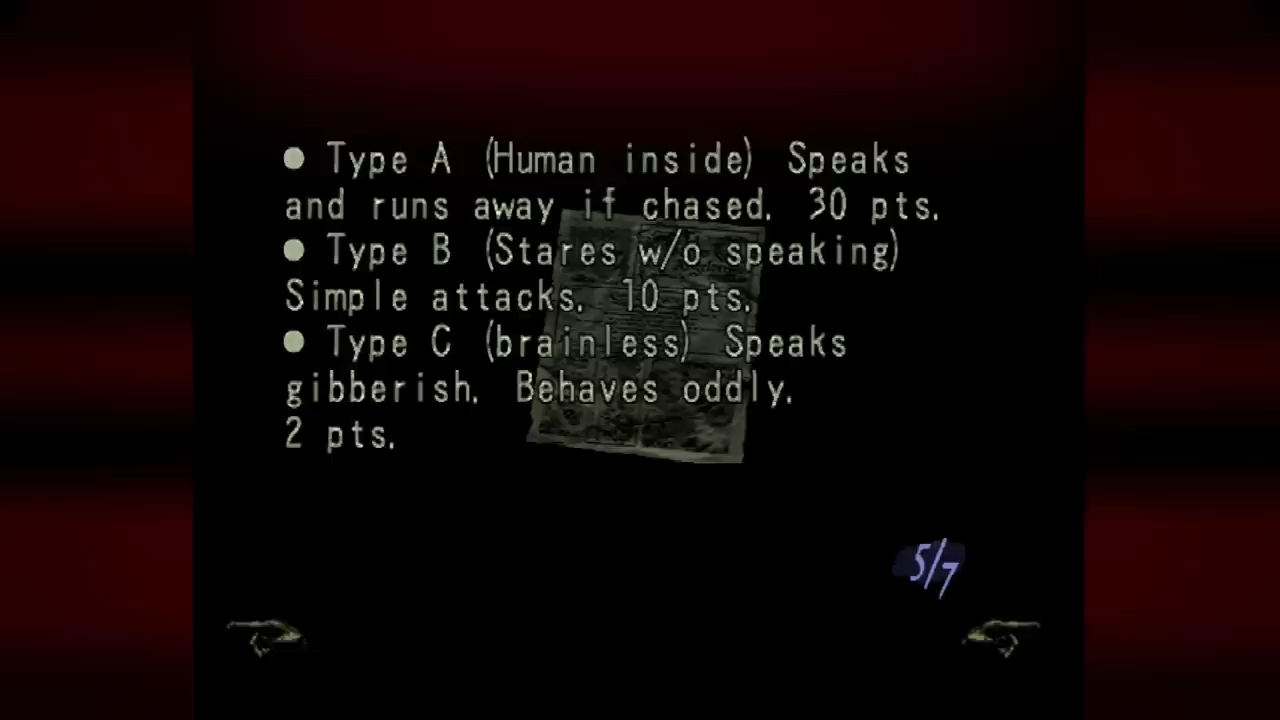 ● Type A (Human inside) Speaks
and runs away if chased. 30 pts.
● Type B (Stares w/o speaking)
Simple attacks. 10 pts.
● Type C (brainless) Speaks
gibberish. Behaves oddly.
2 pts.
5/7